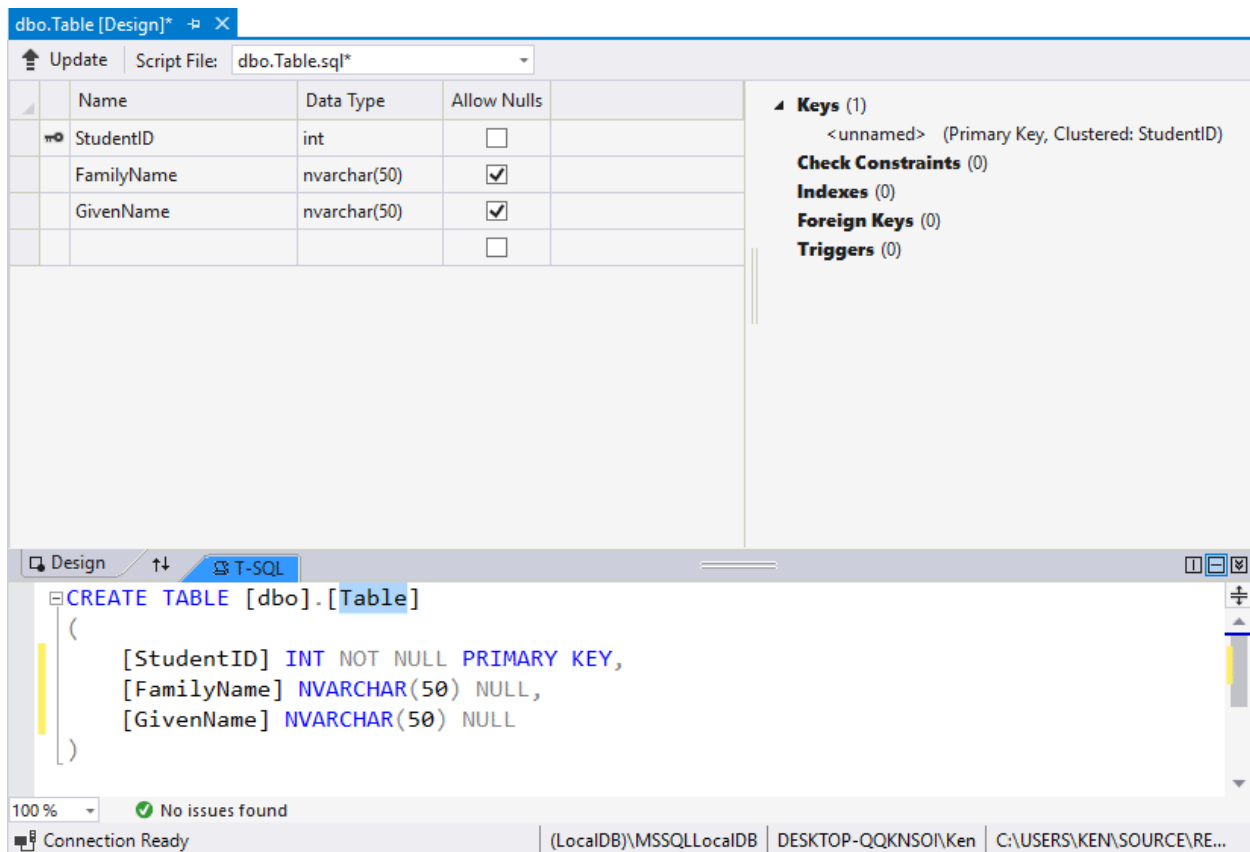 dbo.Table [Design]*
Update Script File: dbo.Table.sql*
Name Data Type Allow Nulls
StudentID int
FamilyName nvarchar(50)
GivenName nvarchar(50)
Keys (1)
<unnamed> (Primary Key, Clustered: StudentID)
Check Constraints (0)
Indexes (0)
Foreign Keys (0)
Triggers (0)
Design T-SQL
CREATE TABLE [dbo].[Table]
(
[StudentID] INT NOT NULL PRIMARY KEY,
[FamilyName] NVARCHAR(50) NULL,
[GivenName] NVARCHAR(50) NULL
)
100 % No issues found
Connection Ready (LocalDB)\MSSQLLocalDB DESKTOP-QQKNSOI\Ken C:\USERS\KEN\SOURCE\RE...